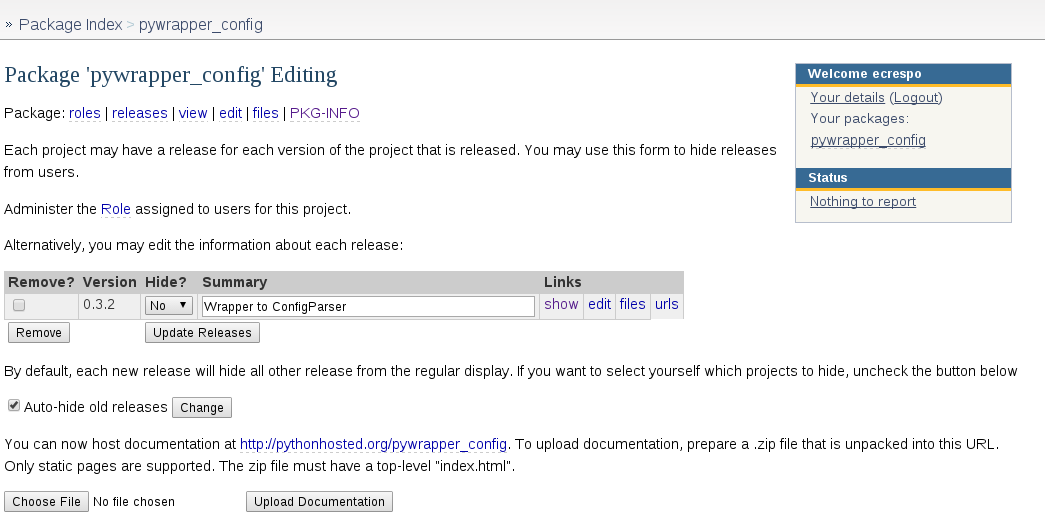 » Package Index > pywrapper_config
Package 'pywrapper_config' Editing
Package: roles | releases | view | edit | files | PKG-INFO
Each project may have a release for each version of the project that is released. You may use this form to hide releases
from users.
Administer the Role assigned to users for this project.
Alternatively, you may edit the information about each release:
Welcome ecrespo
Your details (Logout)
Your packages:
pywrapper_config
Status
Nothing to report
Remove? Version Hide? Summary Links
0.3.2 No Wrapper to ConfigParser show edit files urls
Remove Update Releases
By default, each new release will hide all other release from the regular display. If you want to select yourself which projects to hide, uncheck the button below
Auto-hide old releases Change
You can now host documentation at http://pythonhosted.org/pywrapper_config. To upload documentation, prepare a .zip file that is unpacked into this URL.
Only static pages are supported. The zip file must have a top-level "index.html".
Choose File No file chosen Upload Documentation